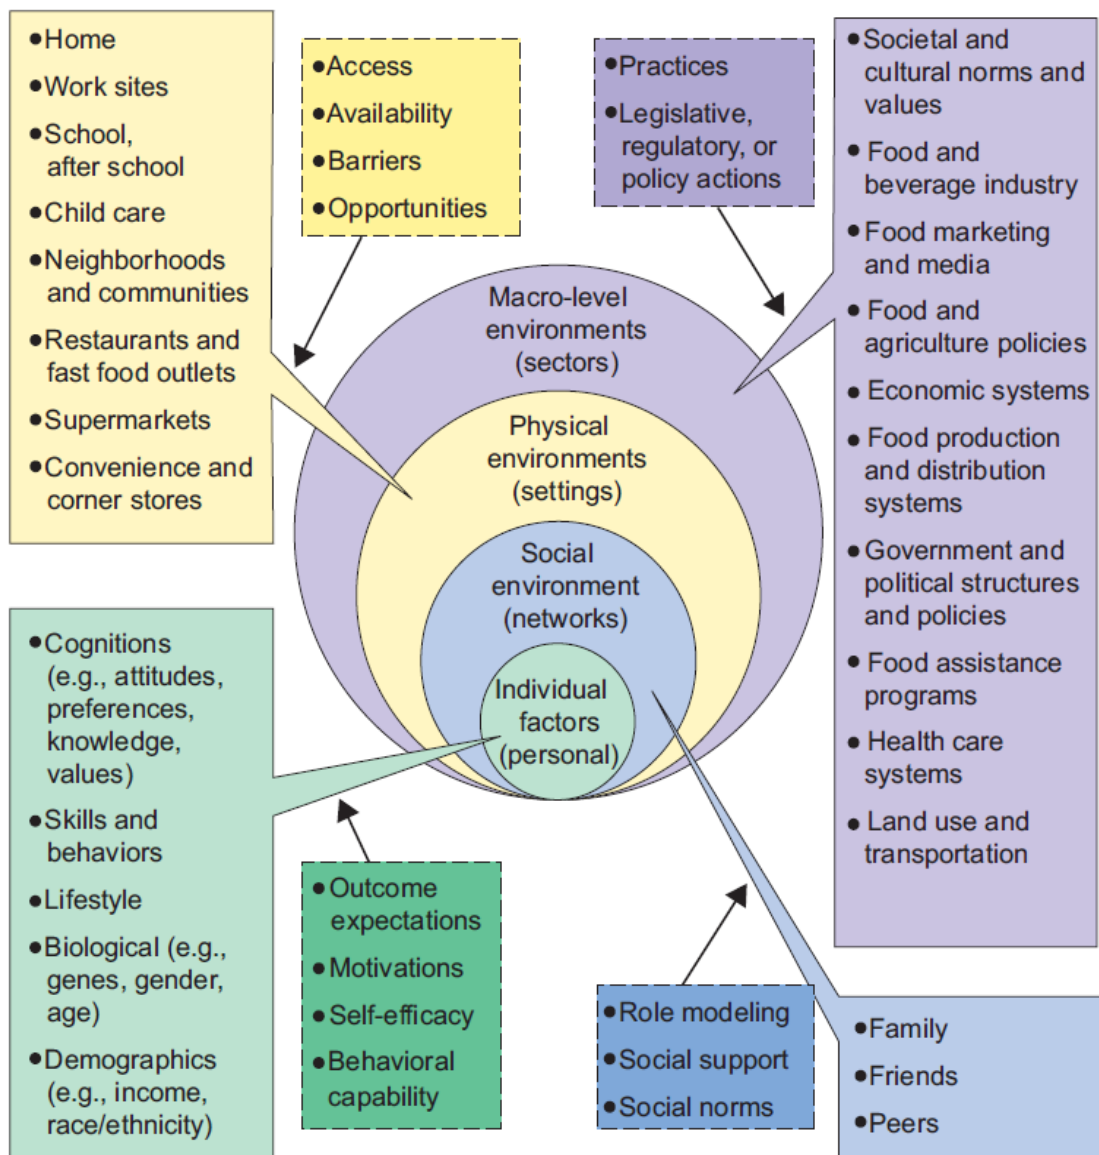 • Home
• Work sites
• School,
after school
• Child care
• Neighborhoods
and communities
• Restaurants and
fast food outlets
• Supermarkets
• Convenience and
corner stores
• Access
• Availability
• Barriers
• Opportunities
• Practices
• Legislative,
regulatory, or
policy actions
• Societal and
cultural norms and
values
• Food and
beverage industry
• Food marketing
and media
• Food and
agriculture policies
• Economic systems
• Food production
and distribution
systems
• Government and
political structures
and policies
• Food assistance
programs
• Health care
systems
• Land use and
transportation
Macro-level
environments
(sectors)
Physical
environments
(settings)
Social
environment
(networks)
Individual
factors
(personal)
• Cognitions
(e.g., attitudes,
preferences,
knowledge,
values)
• Skills and
behaviors
• Lifestyle
• Biological (e.g.,
genes, gender,
age)
• Demographics
(e.g., income,
race/ethnicity)
• Outcome
expectations
• Motivations
• Self-efficacy
• Behavioral
capability
• Role modeling
• Social support
• Social norms
• Family
• Friends
• Peers